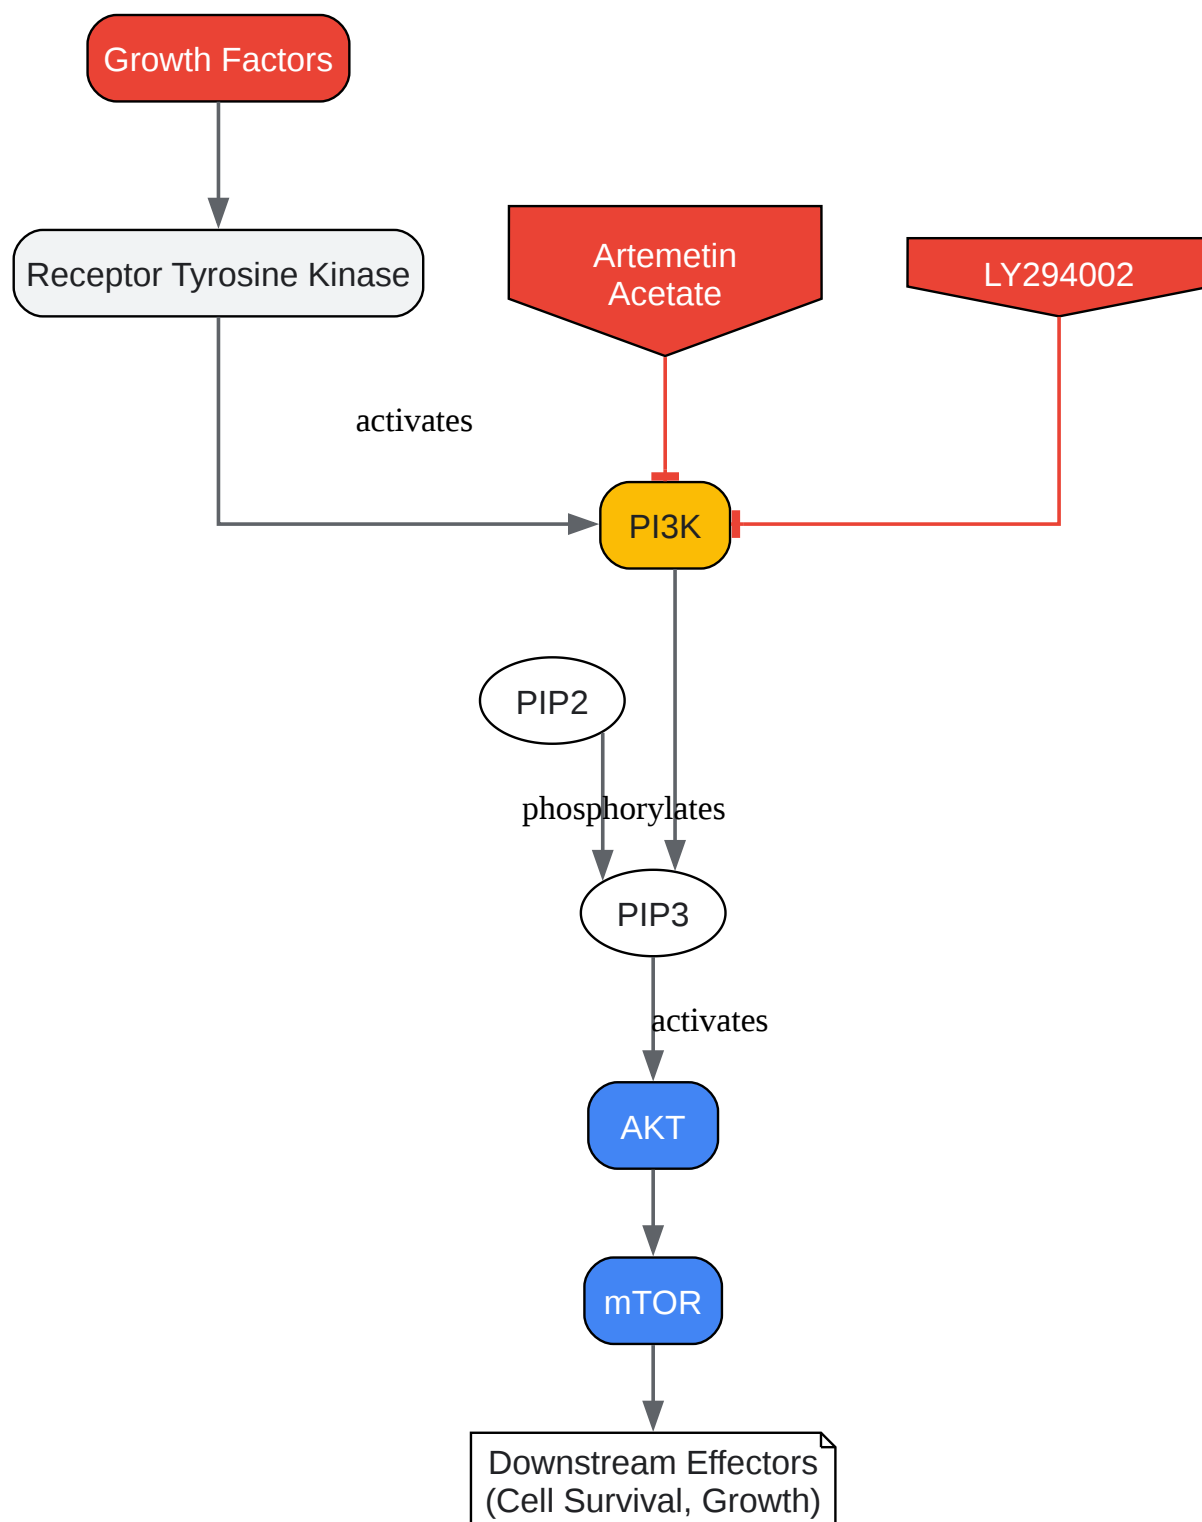 Growth Factors
Receptor Tyrosine Kinase
Artemetin
Acetate
LY294002
activates
PI3K
PIP2
phosphorylates
PIP3
activates
AKT
mTOR
Downstream Effectors
(Cell Survival, Growth)